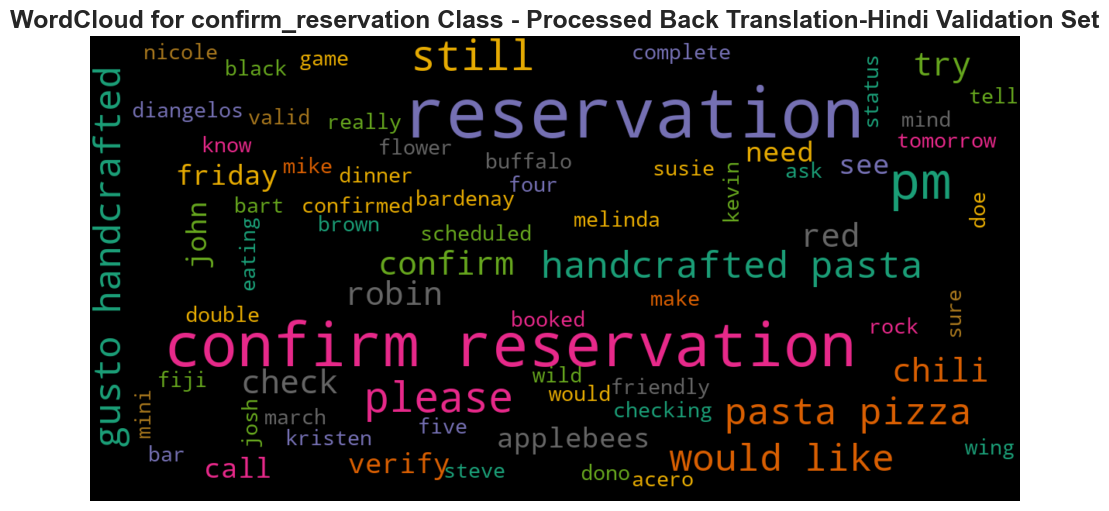 WordCloud for confirm_reservation Class - Processed Back Translation-Hindi Validation Set
nicole
game
still
complete
black
try
status
tell
gusto handcrafted
diangelos
valid
really
reservation
mind
tomorrow
know
flower
buffalo
need
see
friday
mike
dinner
four
susie
ask
pm
kevin
john
bart
confirmed
bardenay
doe
eating
brown
scheduled
melinda
red
confirm
handcrafted pasta
robin
make
double
booked
rock
sure
confirm reservation
fiji
check
wild
friendly
chili
mini
josh
march
please
would
checking
pasta pizza
kristen
five
applebees
bar
call
verify
steve
dono
acero
would like
wing